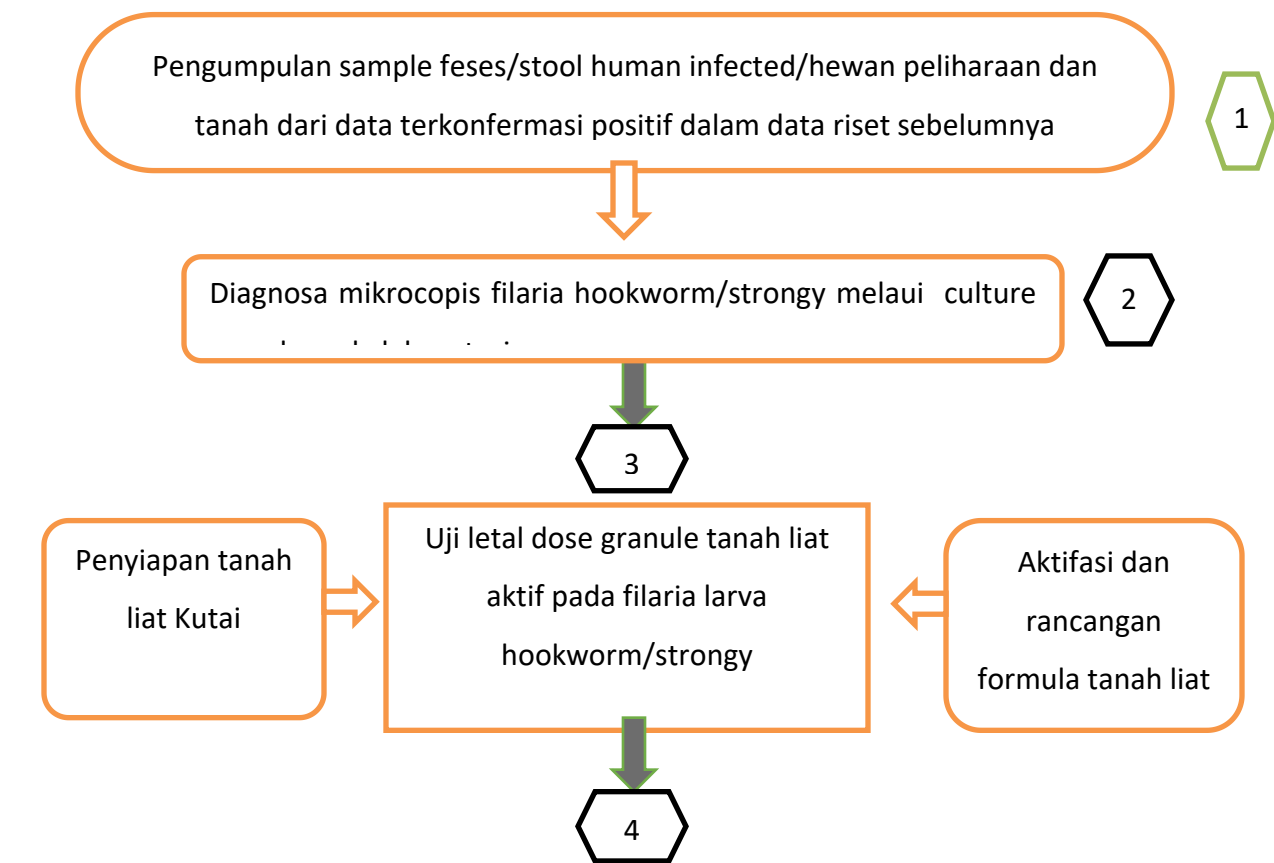 Pengumpulan sample feses/stool human infected/hewan peliharaan dan
tanah dari data terkonfermasi positif dalam data riset sebelumnya
1
Diagnosa mikrocopis filaria hookworm/strongy melaui culture
2
3
Penyiapan tanah
liat Kutai
Uji letal dose granule tanah liat
aktif pada filaria larva
hookworm/strongy
Aktifasi dan
rancangan
formula tanah liat
4